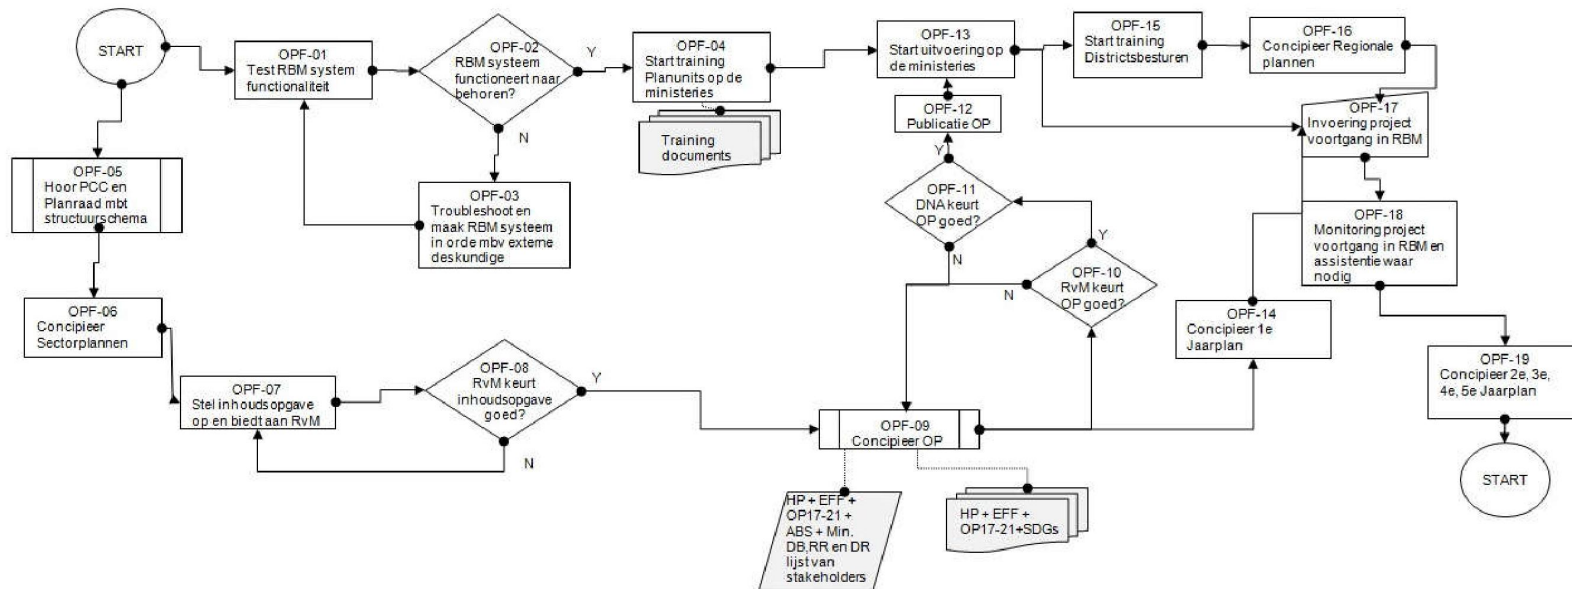 START
OPF-01
Test RBM system
functionaliteit
OPF-02
RBM systeem
functioneert naar
behoren?
Y
N
OPF-03
Troubleshoot en
maak RBM systeem
in orde mbv externe
deskundige
OPF-04
Start training
Planunits op de
ministeries
Training
documents
OPF-13
Start uitvoering op
de ministeries
OPF-15
Start training
Districtsbesturen
OPF-16
Concipieer Regionale
plannen
OPF-12
Publicatie OP
OPF-17
Invoering project
voortgang in RBM
OPF-05
Hoor PCC en
Planraad mbt
structuurschema
Y
OPF-11
DNA keurt
OP goed?
N
OPF-18
Monitoring project
voortgang in RBM en
assistentie waar
nodig
Y
OPF-10
RvM keurt
OP goed?
N
OPF-06
Concipieer
Sectorplannen
OPF-14
Concipieer 1e
Jaarplan
OPF-07
Stel inhoudsopgave
op en biedt aan RvM
OPF-08
RvM keurt
inhoudsopgave
goed?
Y
N
OPF-09
Concipieer OP
OPF-19
Concipieer 2e, 3e,
4e, 5e Jaarplan
START
HP + EFF +
OP17-21 +
ABS + Min.
DB,RR en DR
lijst van
stakeholders
HP + EFF +
OP17-21+SDGs